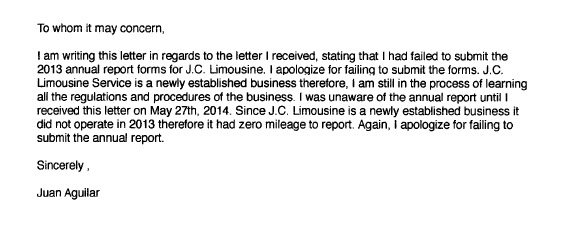 To whom it may concern,
I am writing this letter in regards to the letter I received, stating that I had failed to submit the
2013 annual report forms for J.C. Limousine. I apologize for failing to submit the forms. J.C.
Limousine Service is a newly established business therefore, I am still in the process of learning
all the regulations and procedures of the business. I was unaware of the annual report until I
received this letter on May 27th, 2014. Since J.C. Limousine is a newly established business it
did not operate in 2013 therefore it had zero mileage to report. Again, I apologize for failing to
submit the annual report.
Sincerely ,
Juan Aguilar